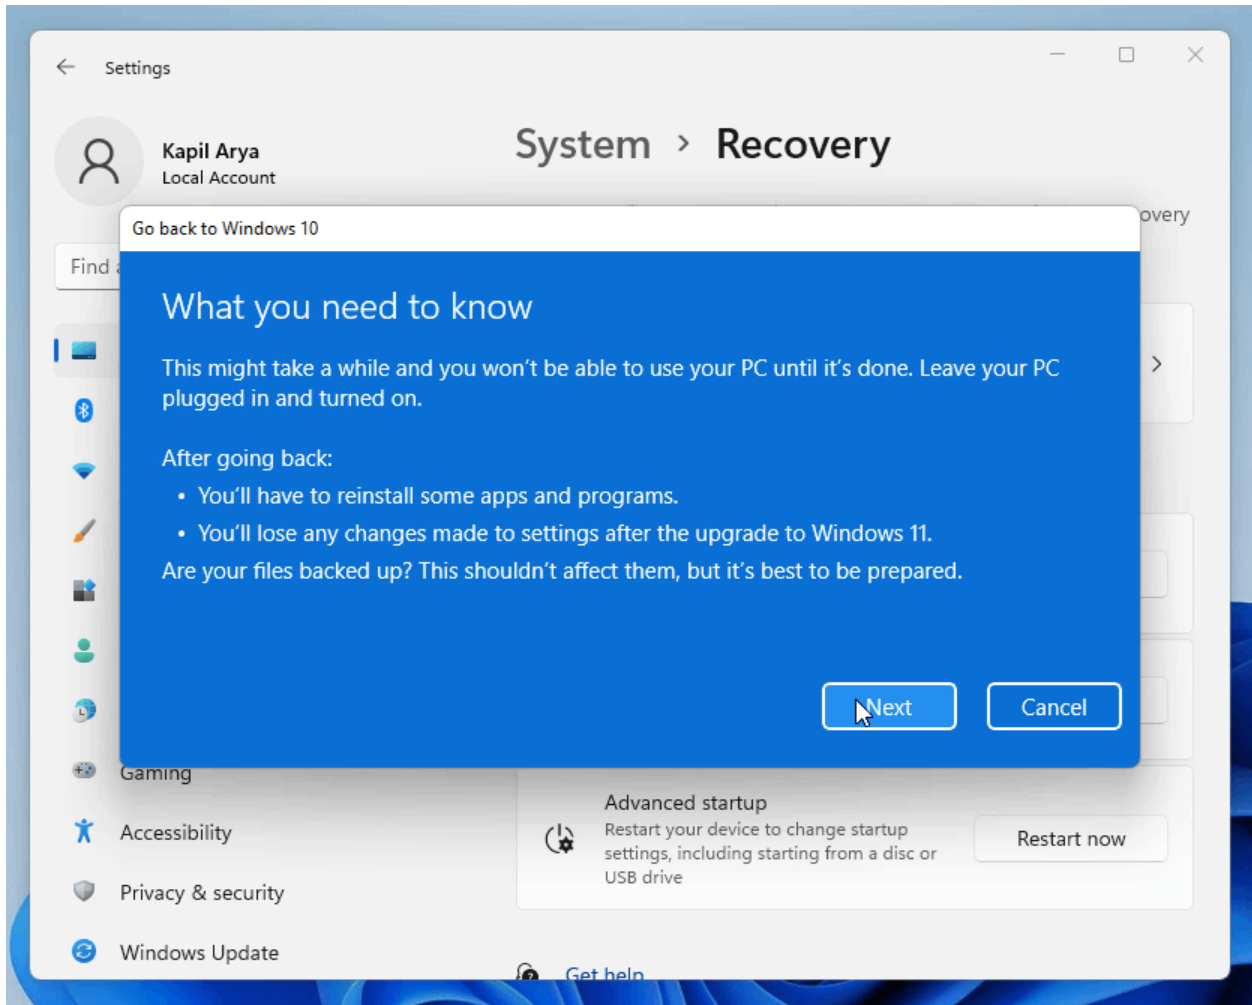 Settings
Kapil Arya
Local Account
System > Recovery
overy
Find
Go back to Windows 10
What you need to know
This might take a while and you won't be able to use your PC until it's done. Leave your PC
plugged in and turned on.
After going back:
• You'll have to reinstall some apps and programs.
• You'll lose any changes made to settings after the upgrade to Windows 11.
Are your files backed up? This shouldn't affect them, but it's best to be prepared.
Next
Cancel
Gaming
Accessibility
Privacy & security
Windows Update
Advanced startup
Restart your device to change startup
settings, including starting from a disc or
USB drive
Restart now
Get help